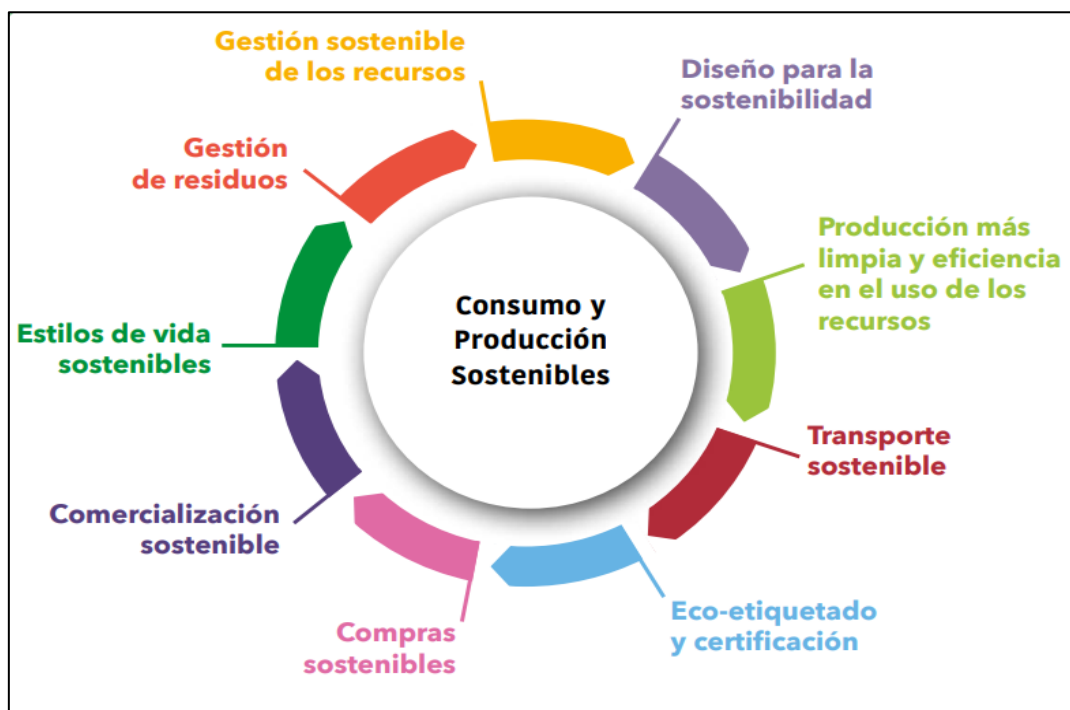 Gestión sostenible
de los recursos
Diseño para la
sostenibilidad
Producción más
limpia y eficiencia
en el uso de los
recursos
Transporte
sostenible
Eco-etiquetado
y certificación
Compras
sostenibles
Comercialización
sostenible
Estilos de vida
sostenibles
Gestión
de residuos
Consumo y
Producción
Sostenibles